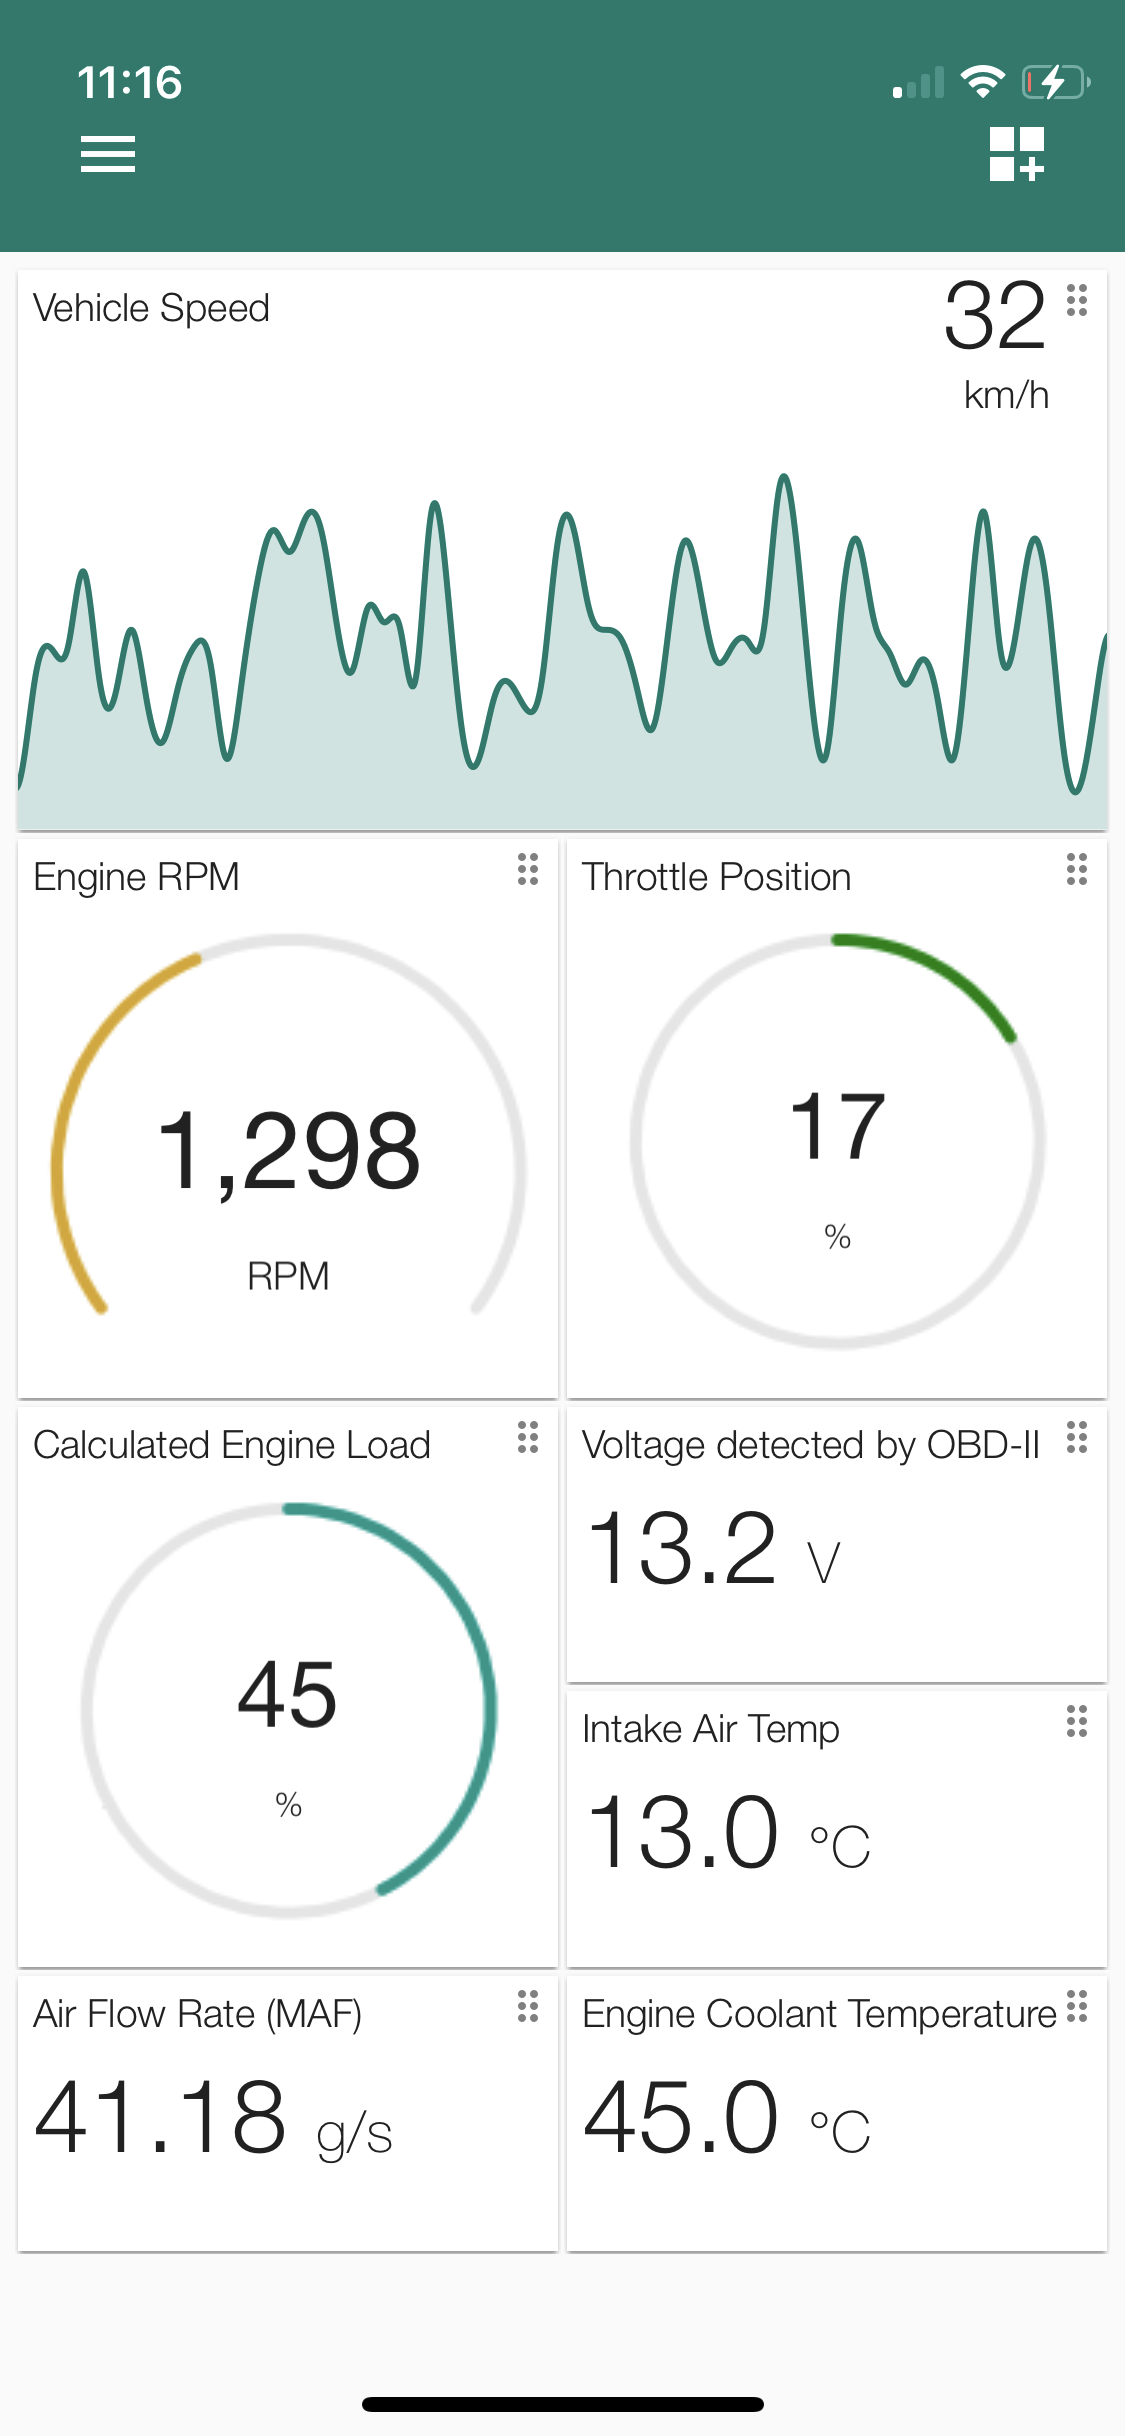 11:16
Vehicle Speed
32
km/h
Engine RPM
1,298
RPM
Throttle Position
17
%
Calculated Engine Load
45
%
Voltage detected by OBD-II
13.2 V
Intake Air Temp
13.0 °C
Air Flow Rate (MAF)
41.18 g/s
Engine Coolant Temperature
45.0 °C